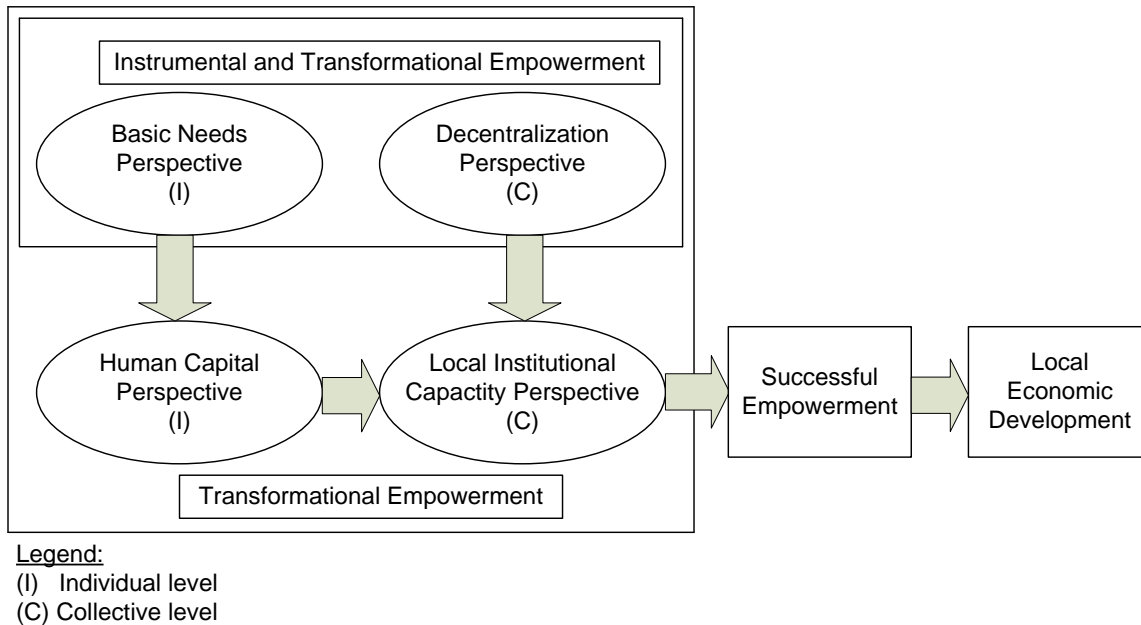 Instrumental and Transformational Empowerment
Basic Needs
Perspective
(I)
Decentralization
Perspective
(C)
Human Capital
Perspective
(I)
Local Institutional
Capactity Perspective
(C)
Successful
Empowerment
Local
Economic
Development
Transformational Empowerment
Legend:
(I) Individual level
(C) Collective level